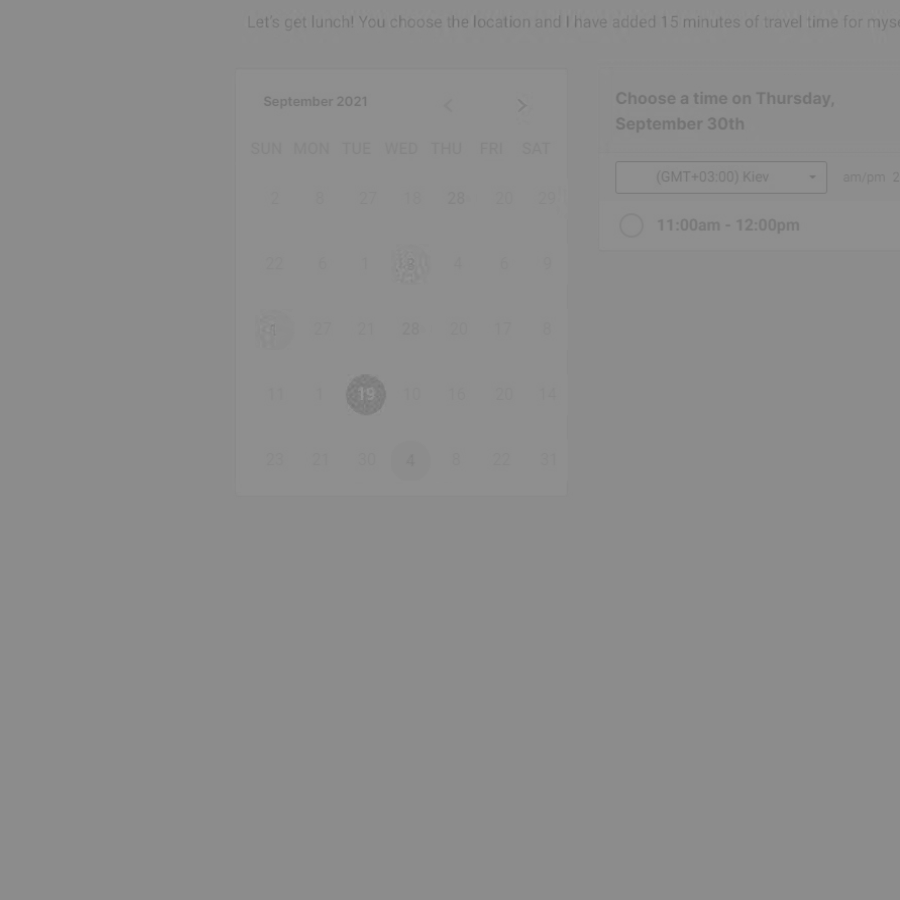 Let's get lunch! You choose the location and I have added 15 minutes of travel time for myse
September 2021 < >
SUN MON TUE WED THU FRI SAT
2 8 27 18 28 20 29
22 6 1 4 6 9
1 27 21 28 26 17 8
11 1 19 10 16 20 14
23 21 30 4 8 22 31
Choose a time on Thursday,
September 30th
(GMT+03:00) Kiev
am/pm 2
11:00am - 12:00pm